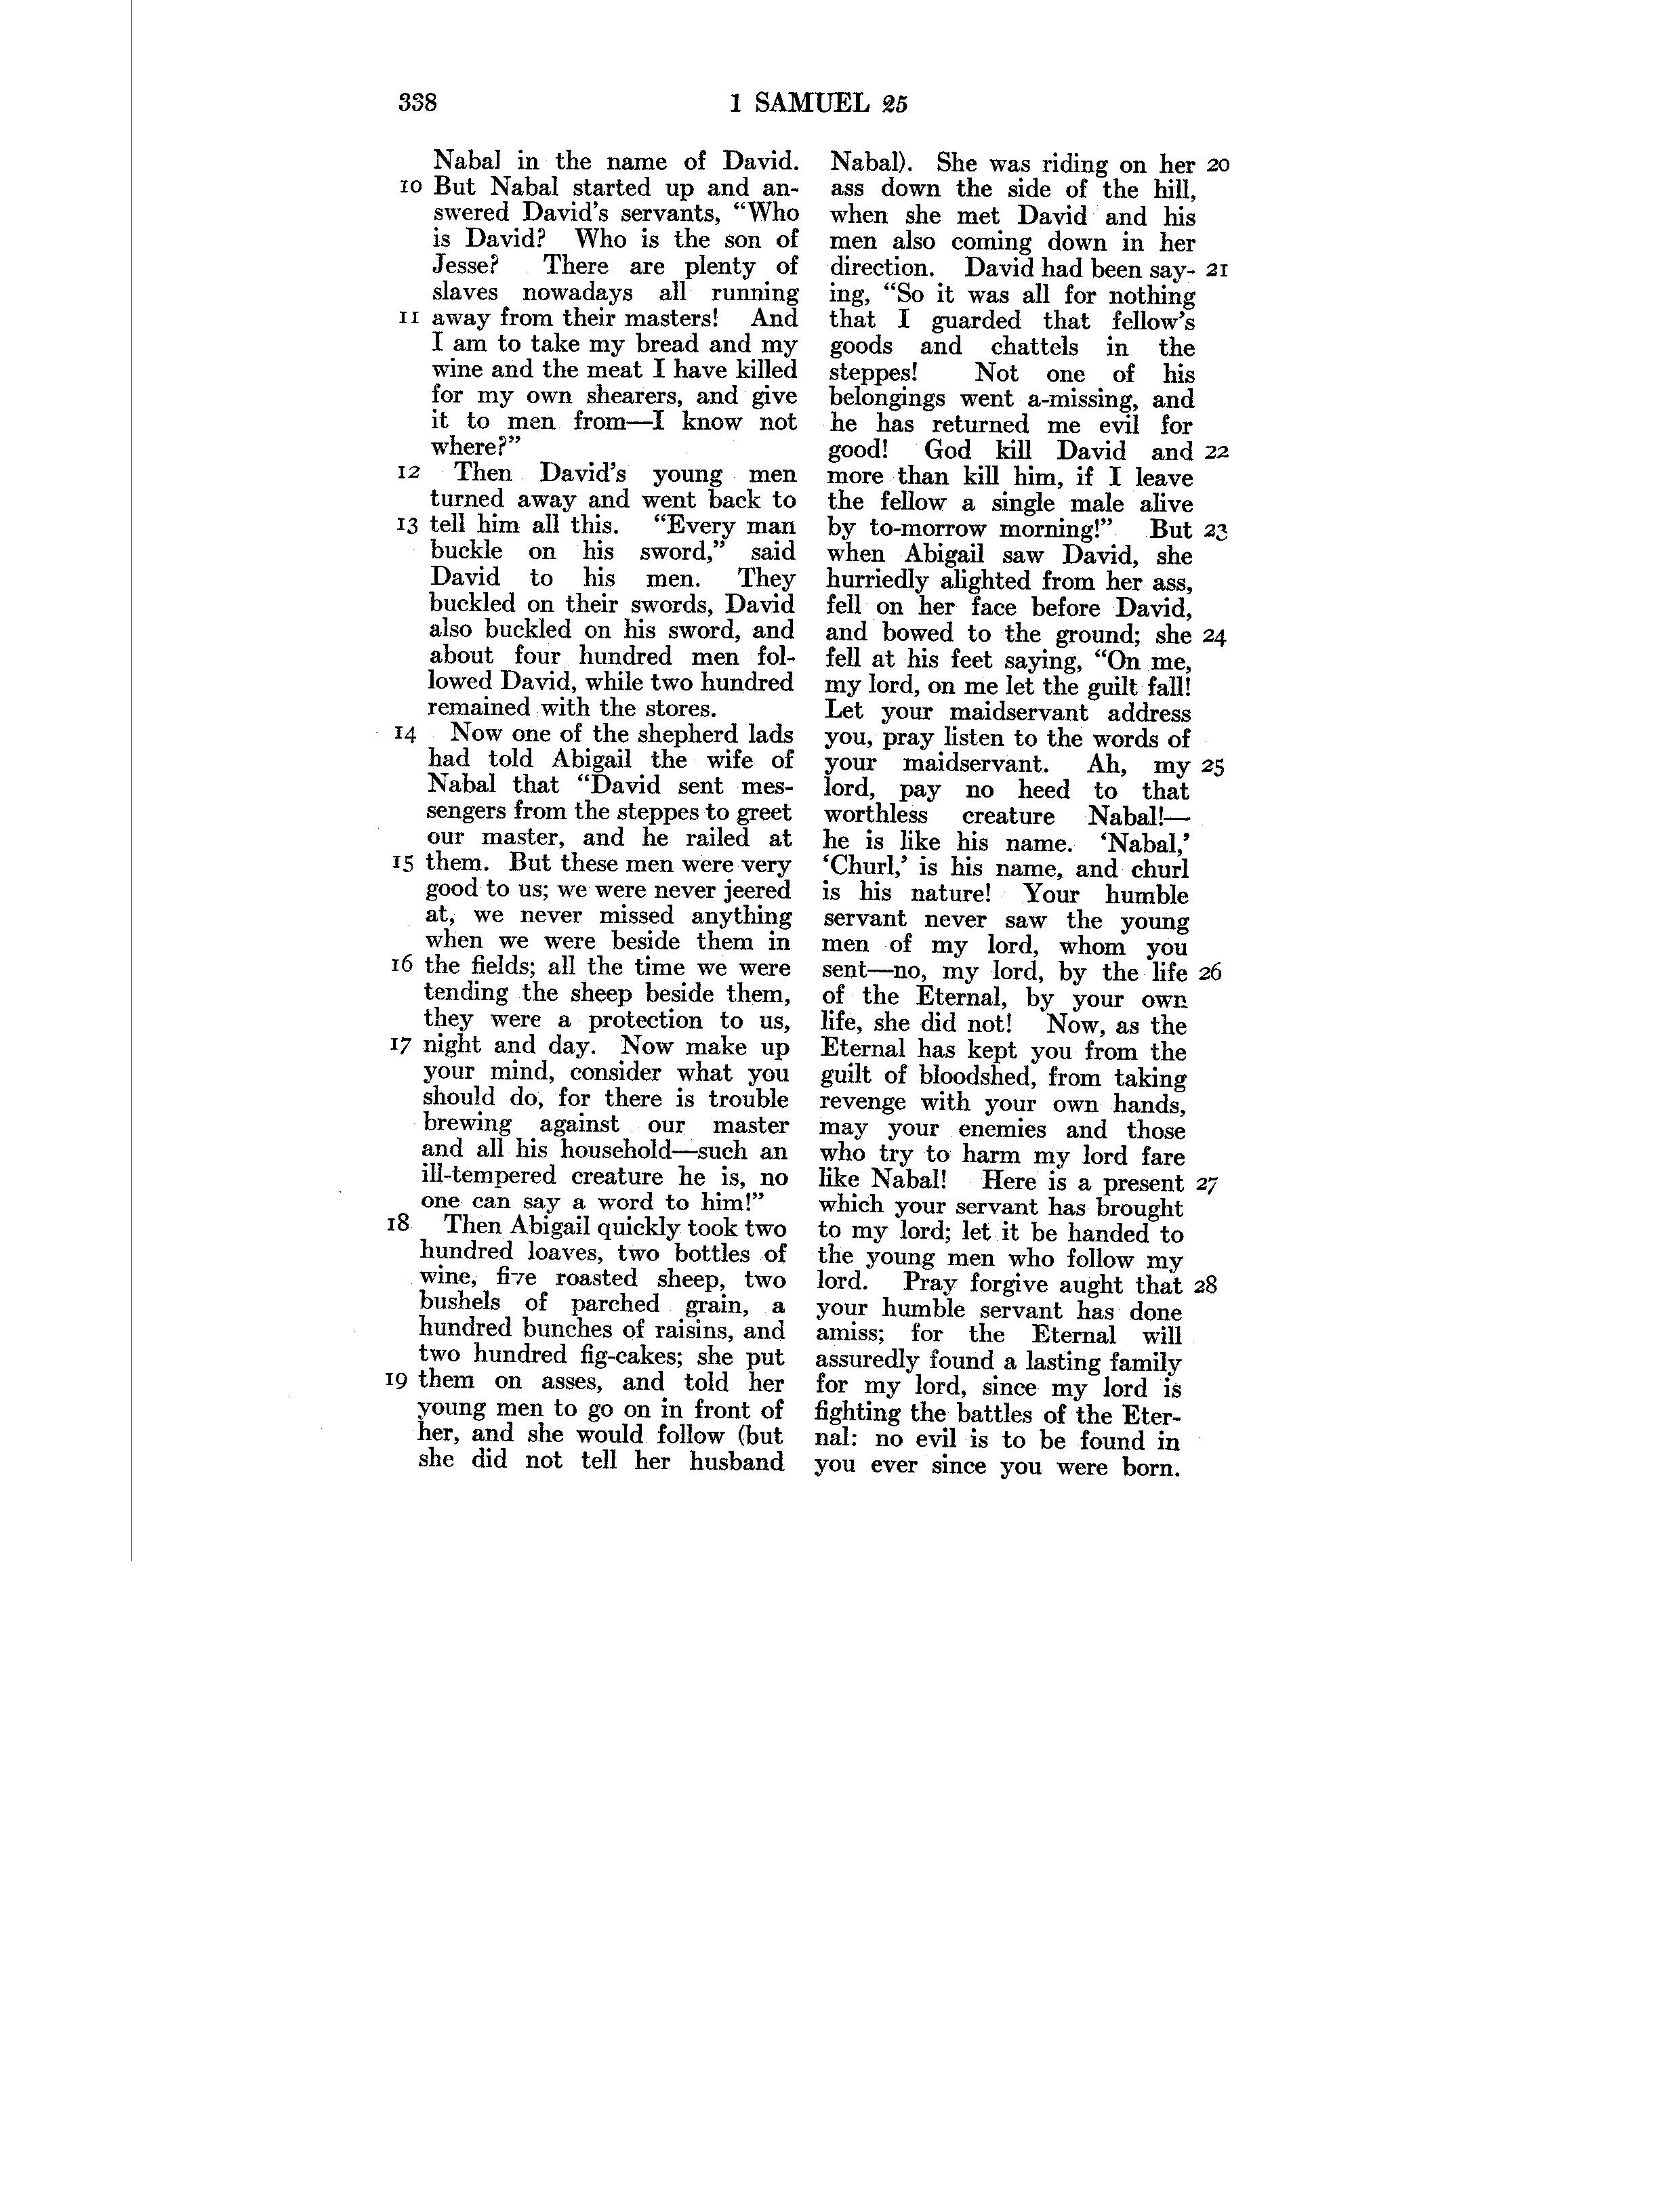 338
1 SAMUEL 25
Nabal in the name of David.
10 But Nabal started up and an-
swered David's servants, “Who
is David? Who is the son of
Jesse? There are plenty of
slaves nowadays all running
11 away from their masters! And
I am to take my bread and my
wine and the meat I have killed
for my own shearers, and give
it to men from—I know not
where?”
12 Then David's young men
turned away and went back to
13 tell him all this. “Every man
buckle on his sword,” said
David to his men. They
buckled on their swords, David
also buckled on his sword, and
about four hundred men fol-
lowed David, while two hundred
remained with the stores.
14 Now one of the shepherd lads
had told Abigail the wife of
Nabal that “David sent mes-
sengers from the steppes to greet
our master, and he railed at
15 them. But these men were very
good to us; we were never jeered
at, we never missed anything
when we were beside them in
16 the fields; all the time we were
tending the sheep beside them,
they were a protection to us,
17 night and day. Now make up
your mind, consider what you
should do, for there is trouble
brewing against our master
and all his household—such an
ill-tempered creature he is, no
one can say a word to him!”
18 Then Abigail quickly took two
hundred loaves, two bottles of
wine, five roasted sheep, two
bushels of parched grain, a
hundred bunches of raisins, and
two hundred fig-cakes; she put
19 them on asses, and told her
young men to go on in front of
her, and she would follow (but
she did not tell her husband
Nabal). She was riding on her 20
ass down the side of the hill,
when she met David and his
men also coming down in her
direction. David had been say- 21
ing, “So it was all for nothing
that I guarded that fellow's
goods and chattels in the
steppes! Not one of his
belongings went a-missing, and
he has returned me evil for
good! God kill David and 22
more than kill him, if I leave
the fellow a single male alive
by to-morrow morning!” But 23
when Abigail saw David, she
hurriedly alighted from her ass,
fell on her face before David,
and bowed to the ground; she 24
fell at his feet saying, “On me,
my lord, on me let the guilt fall!
Let your maidservant address
you, pray listen to the words of
your maidservant. Ah, my 25
lord, pay no heed to that
worthless creature Nabal!—
he is like his name. ‘Nabal,’
‘Churl,’ is his name, and churl
is his nature! Your humble
servant never saw the young
men of my lord, whom you
sent—no, my lord, by the life 26
of the Eternal, by your own
life, she did not! Now, as the
Eternal has kept you from the
guilt of bloodshed, from taking
revenge with your own hands,
may your enemies and those
who try to harm my lord fare
like Nabal! Here is a present 27
which your servant has brought
to my lord; let it be handed to
the young men who follow my
lord. Pray forgive aught that 28
your humble servant has done
amiss; for the Eternal will
assuredly found a lasting family
for my lord, since my lord is
fighting the battles of the Eter-
nal: no evil is to be found in
you ever since you were born.